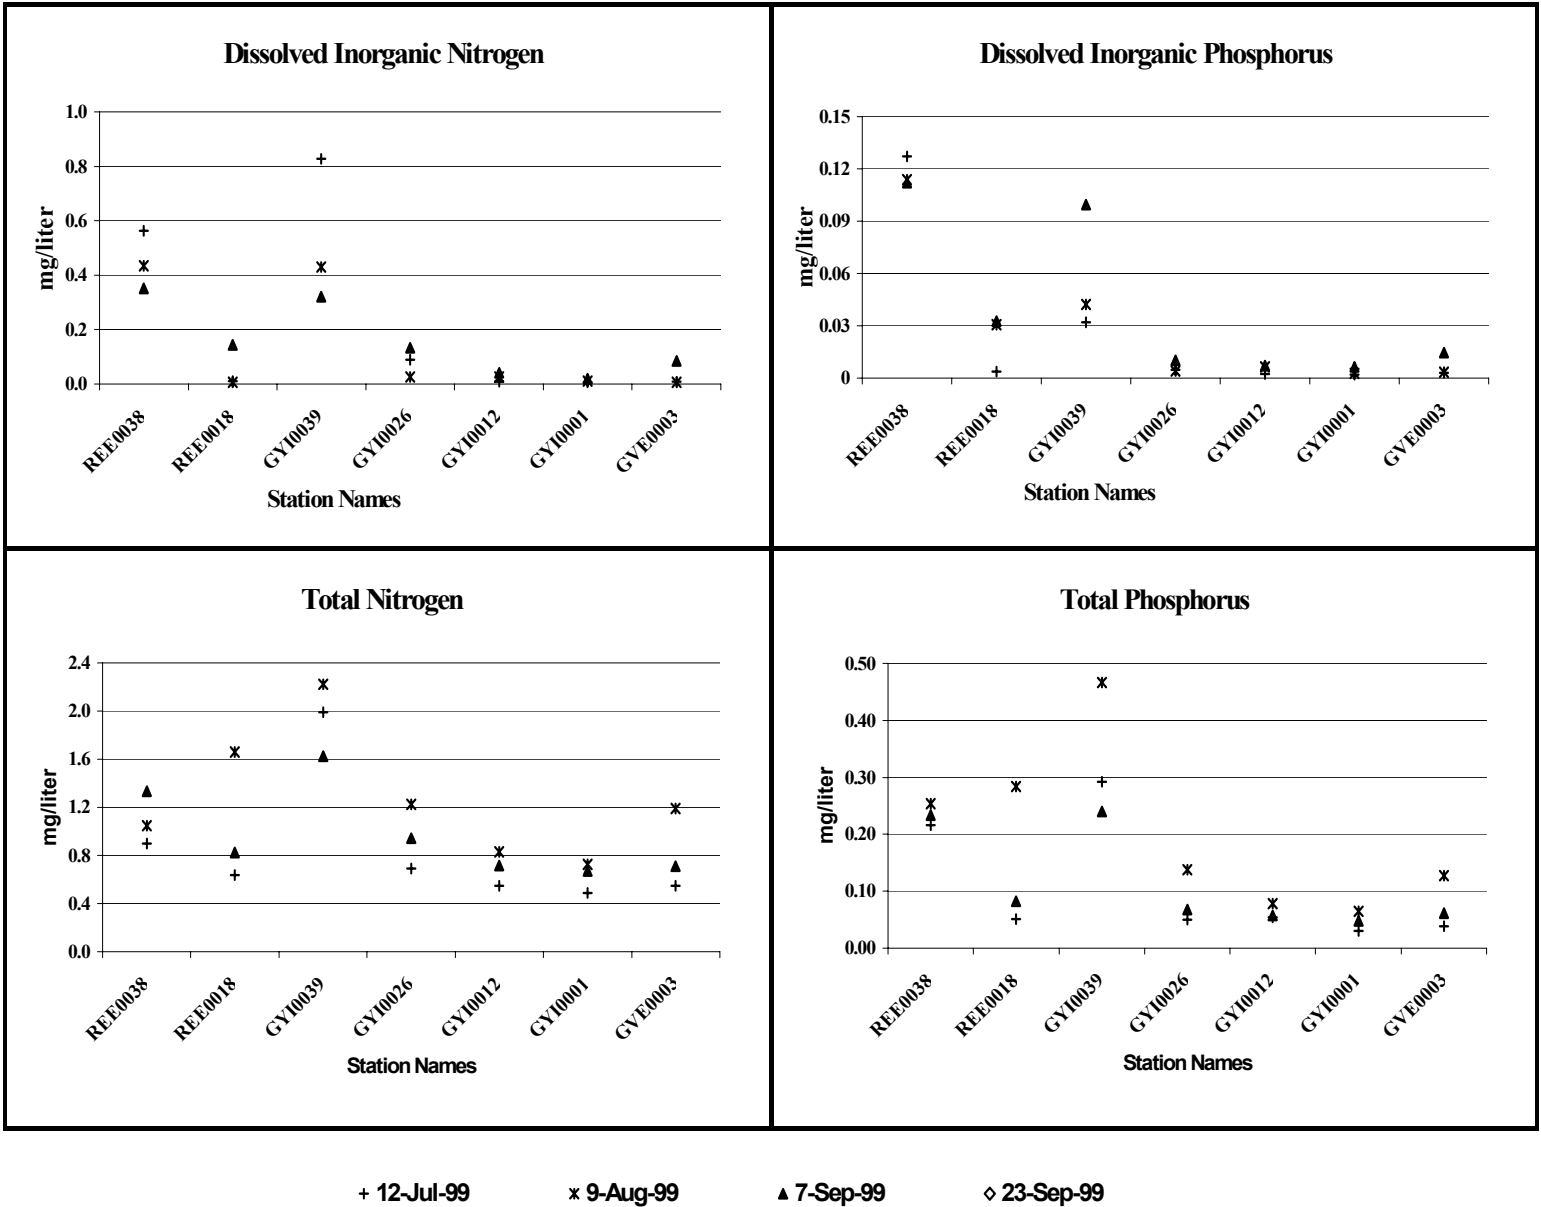 Dissolved Inorganic Nitrogen
mg/liter
1.0
0.8
0.6
0.4
0.2
0.0
REE0038
REE0018
GYI0039
GYI0026
GYI0012
GYI0001
GVE0003
Station Names
Dissolved Inorganic Phosphorus
mg/liter
0.15
0.12
0.09
0.06
0.03
0
REE0038
REE0018
GYI0039
GYI0026
GYI0012
GYI0001
GVE0003
Station Names
Total Nitrogen
mg/liter
2.4
2.0
1.6
1.2
0.8
0.4
0.0
REE0038
REE0018
GYI0039
GYI0026
GYI0012
GYI0001
GVE0003
Station Names
Total Phosphorus
mg/liter
0.50
0.40
0.30
0.20
0.10
0.00
REE0038
REE0018
GYI0039
GYI0026
GYI0012
GYI0001
GVE0003
Station Names
12-Jul-99 9-Aug-99 7-Sep-99 23-Sep-99